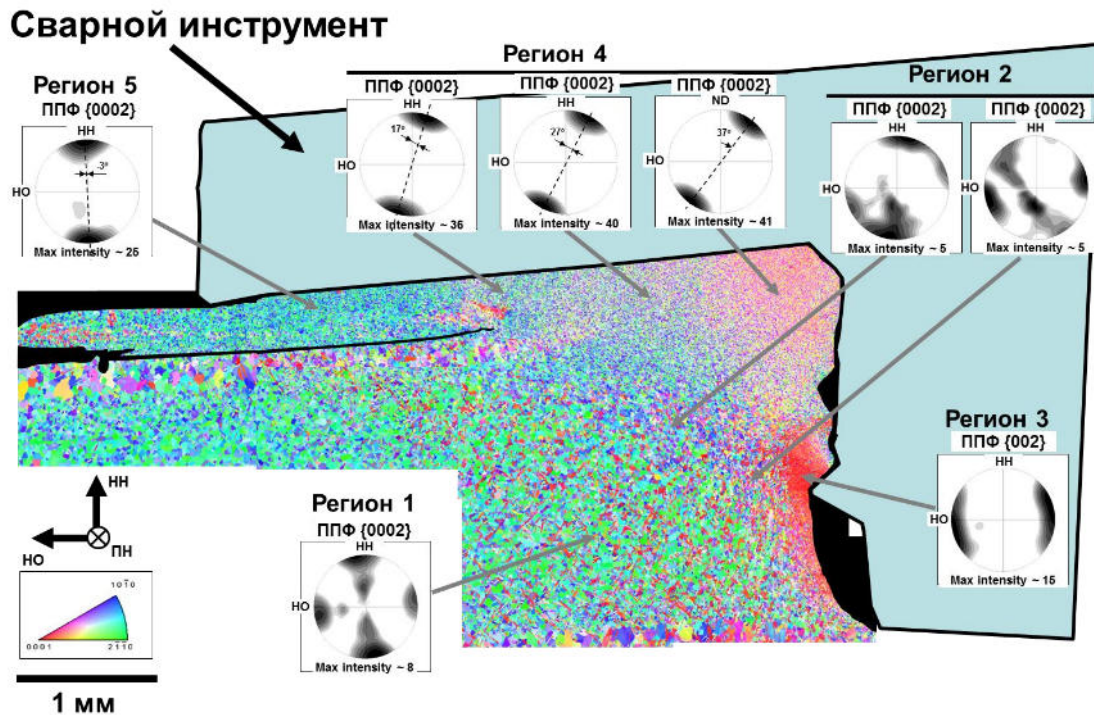 Сварной инструмент
Регион 5
ППФ {0002}
НН
-3°
НО
Max intensity ~ 25
Регион 4
ППФ {0002}
НН
17°
НО
Max intensity ~ 36
ППФ {0002}
НН
27°
НО
Max intensity ~ 40
ППФ {0002}
ND
37°
НО
Max intensity ~ 41
Регион 2
ППФ {0002}
НН
НО
Max intensity ~ 5
ППФ {0002}
НН
НО
Max intensity ~ 5
Регион 3
ППФ {002}
НН
НО
Max intensity ~ 15
Регион 1
ППФ {0002}
НН
НО
Max intensity ~ 8
НН
ПН
НО
10Ī0
0001
2ĪĪ0
1 мм